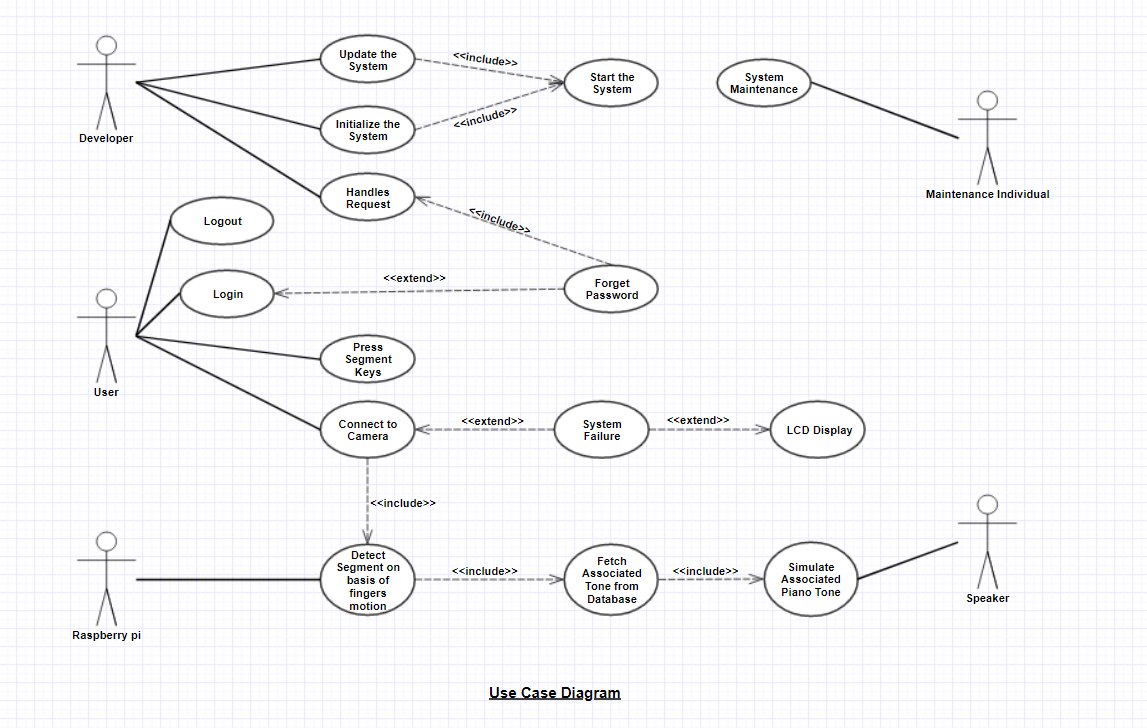 Update the
System
<<include>>
Start the
System
System
Maintenance
Developer
Initialize the
System
<<include>>
Maintenance Individual
Handles
Request
<<include>>
Logout
Login
<<extend>>
Forget
Password
User
Press
Segment
Keys
Connect to
Camera
<<extend>>
System
Failure
<<extend>>
LCD Display
<<include>>
Raspberry pi
Detect
Segment on
basis of
fingers
motion
<<include>>
Fetch
Associated
Tone from
Database
<<include>>
Simulate
Associated
Piano Tone
Speaker
Use Case Diagram